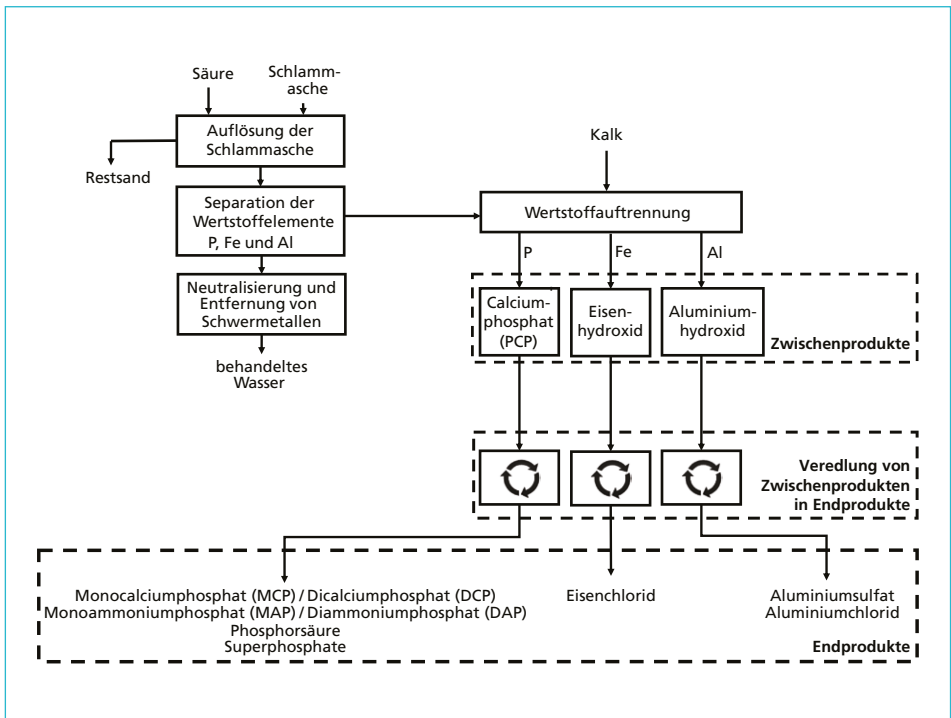 Säure
Schlamm-
asche
Auflösung der
Schlammasche
Restsand
Kalk
Separation der
Wertstoffelemente
P, Fe und Al
Wertstoffauftrennung
P
Fe
Al
Neutralisierung und
Entfernung von
Schwermetallen
behandeltes
Wasser
Calcium-
phosphat
(PCP)
Eisen-
hydroxid
Aluminium-
hydroxid
Zwischenprodukte
Veredlung von
Zwischenprodukten
in Endprodukte
Monocalciumphosphat (MCP) / Dicalciumphosphat (DCP)
Monoammoniumphosphat (MAP) / Diammoniumphosphat (DAP)
Phosphorsäure
Superphosphate
Eisenchlorid
Aluminiumsulfat
Aluminiumchlorid
Endprodukte